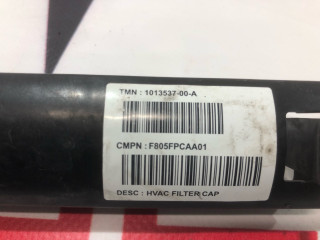 TMN : 1013537-00-A
CMPN : F805FPCAA01
DESC : HVAC FILTER CAP